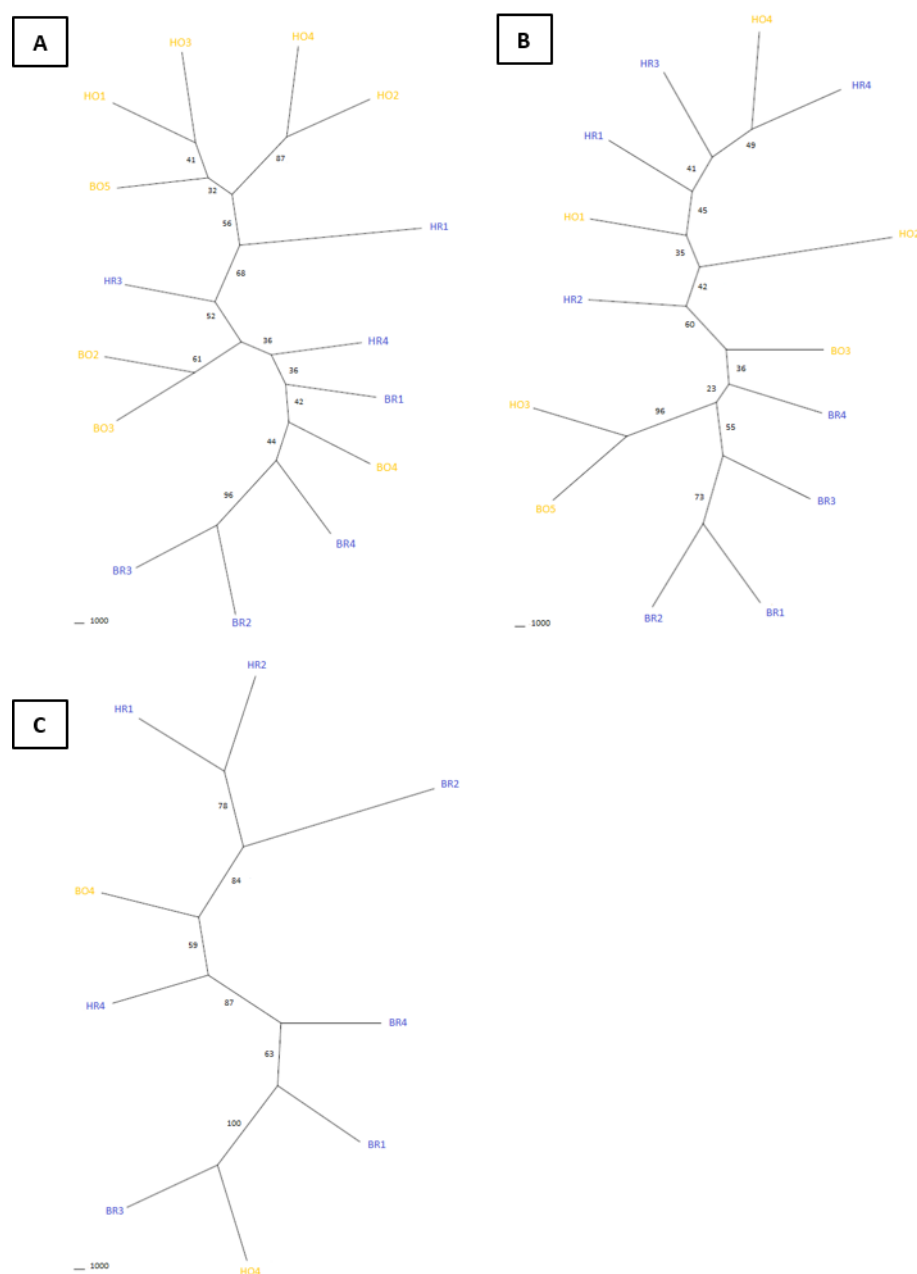 A
HO3
HO4
HO1
HO2
41
87
BO5
32
56
HR1
68
HR3
52
36
HR4
BO2
61
36
BR1
42
BO3
44
BO4
96
BR4
BR3
BR2
1000
B
HO4
HR3
HR4
HR1
49
41
45
HO1
HO2
35
42
HR2
60
BO3
36
HO3
23
BR4
96
55
BO5
73
BR3
BR2
BR1
1000
C
HR2
HR1
BR2
78
84
BO4
59
HR4
87
BR4
63
100
BR1
BR3
HO4
1000